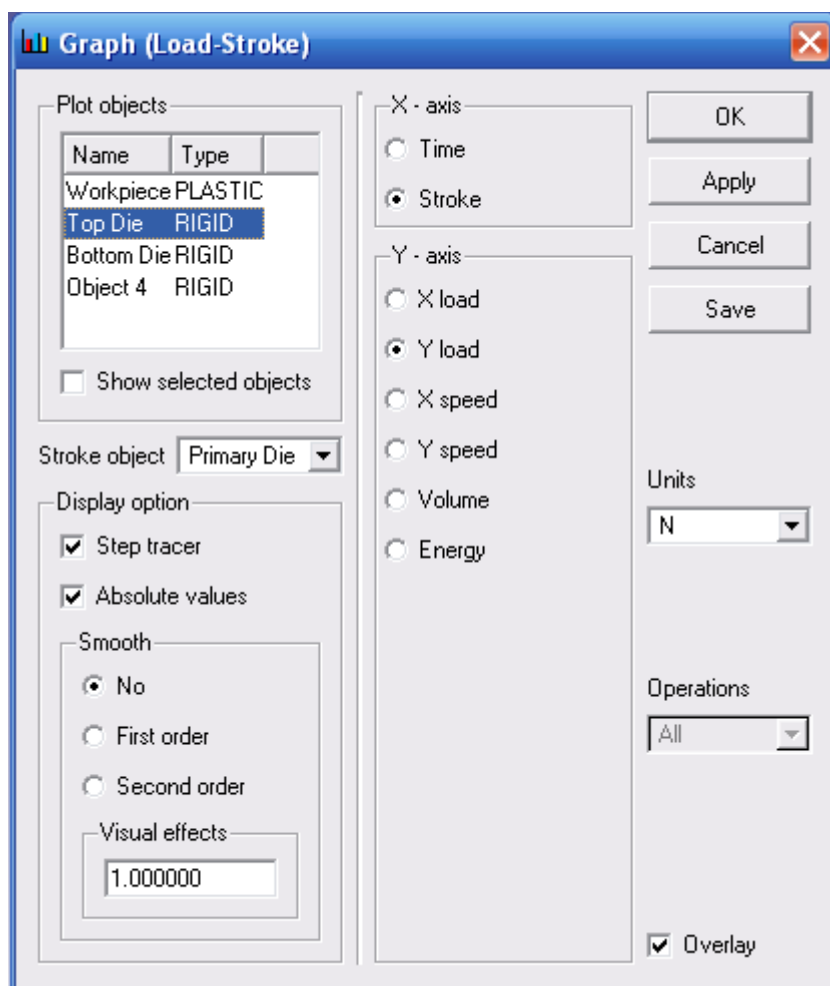 Graph (Load-Stroke)
Plot objects
Name Type
Workpiece PLASTIC
Top Die RIGID
Bottom Die RIGID
Object 4 RIGID
Show selected objects
Stroke object Primary Die
Display option
Step tracer
Absolute values
Smooth
No
First order
Second order
Visual effects
1.000000
X - axis
Time
Stroke
Y - axis
X load
Y load
X speed
Y speed
Volume
Energy
OK
Apply
Cancel
Save
Units
N
Operations
All
Overlay